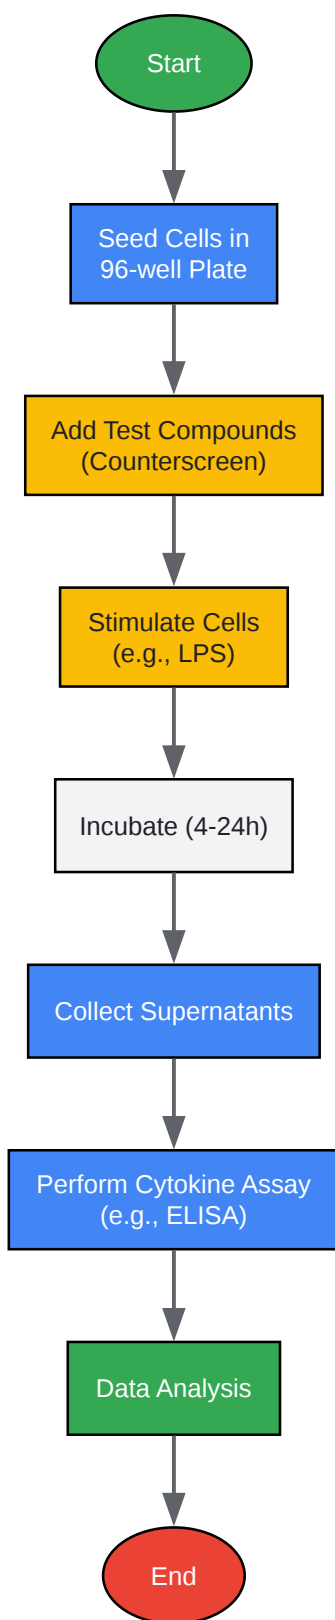 Start
Seed Cells in
96-well Plate
Add Test Compounds
(Counterscreen)
Stimulate Cells
(e.g., LPS)
Incubate (4-24h)
Collect Supernatants
Perform Cytokine Assay
(e.g., ELISA)
Data Analysis
End